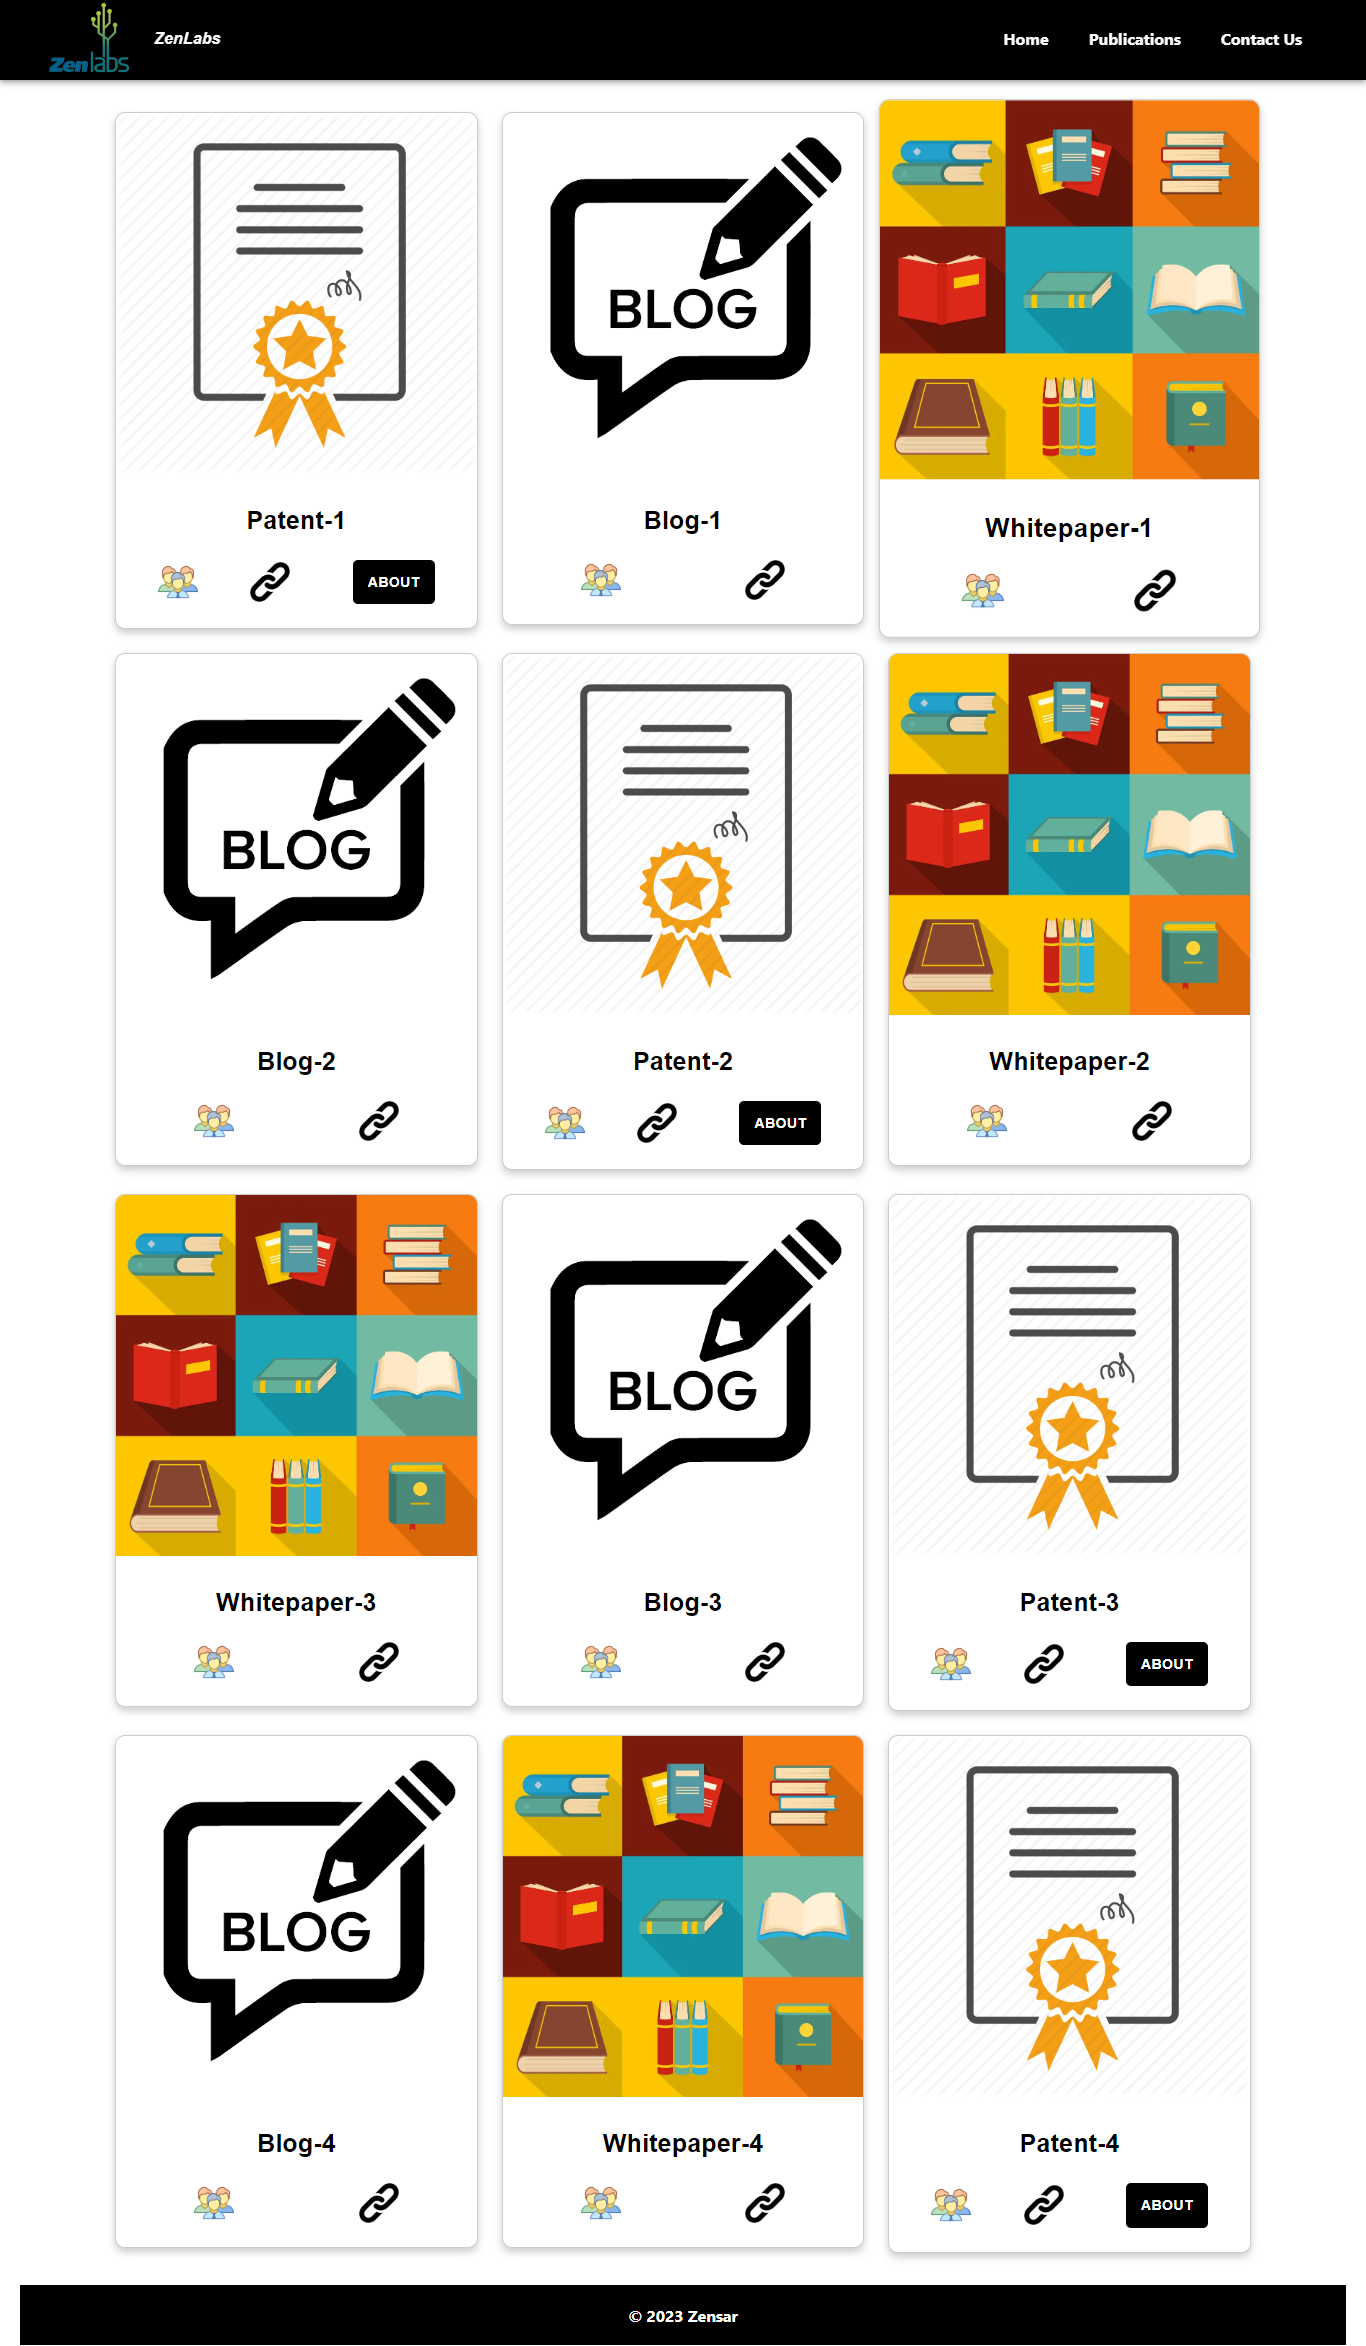 Zenlabs
ZenLabs
Home
Publications
Contact Us
BLOG
Patent-1
Blog-1
Whitepaper-1
ABOUT
BLOG
Blog-2
Patent-2
Whitepaper-2
ABOUT
BLOG
Whitepaper-3
Blog-3
Patent-3
ABOUT
BLOG
Blog-4
Whitepaper-4
Patent-4
ABOUT
© 2023 Zensar